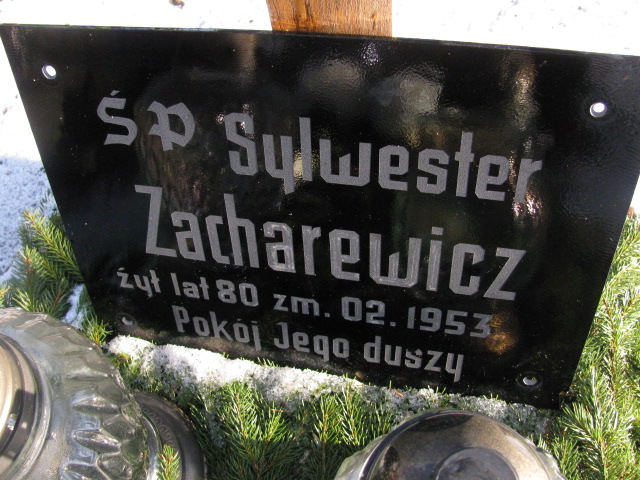 ŚP Sylwester
Zacharewicz
żył lat 80 zm. 02. 1953
Pokój Jego duszy